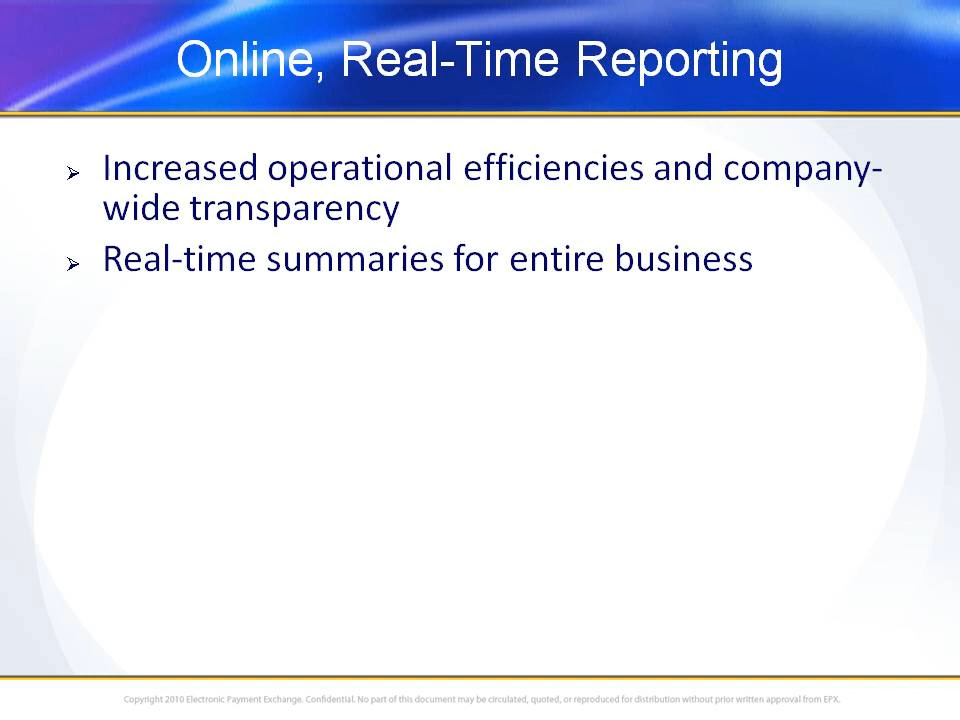 Online, Real-Time Reporting
Increased operational efficiencies and company-
wide transparency
Real-time summaries for entire business
Copyright 2010 Electronic Payment Exchange. Confidential. No part of this document may be circulated, quoted, or reproduced for distribution without prior written approval from EPX.